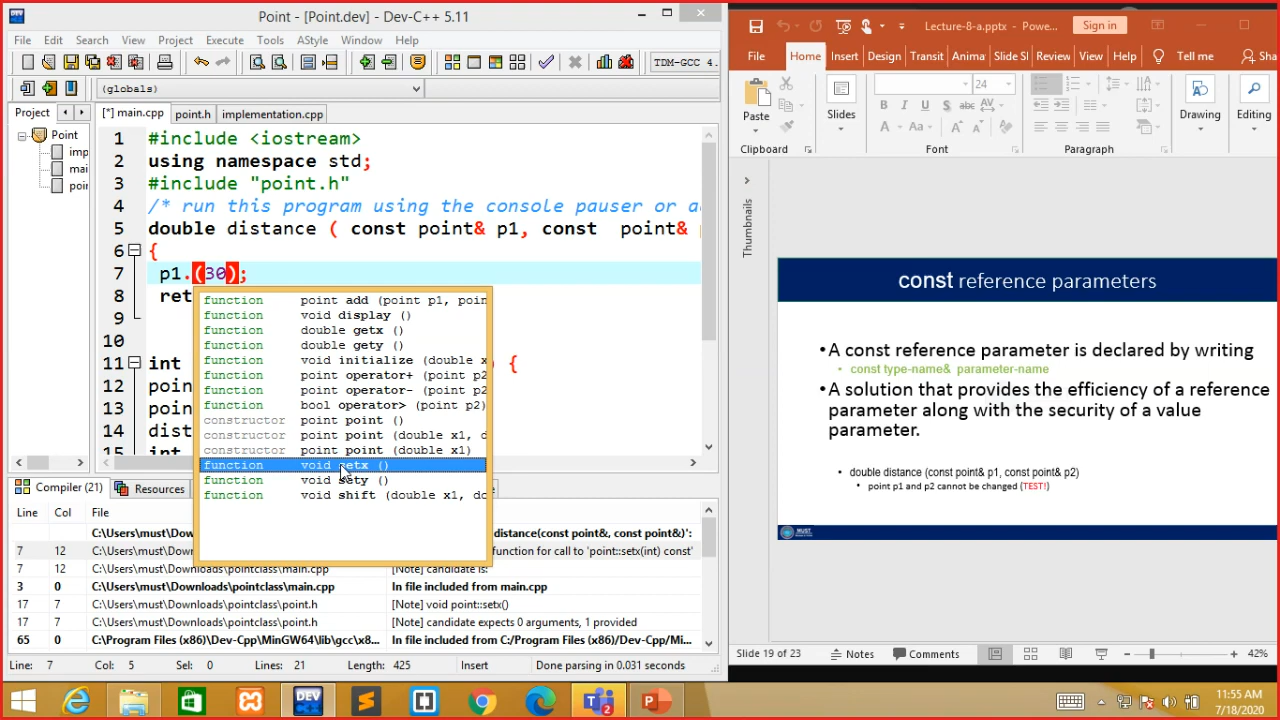 Point - [Point.dev] - Dev-C++ 5.11
File Edit Search View Project Execute Tools AStyle Window Help
TDM-GCC 4.
(globals)
Project
[*] main.cpp point.h implementation.cpp
Point
imp
mai
poin
1 #include <iostream>
2 using namespace std;
3 #include "point.h"
4 /* run this program using the console pauser or a
5 double distance ( const point& p1, const point&
6 {
7 p1.(30);
8 ret
9
10
11 int {
12 poin
13 poin
14 dist
15 int
function point add (point p1, poin
function void display ()
function double getx ()
function double gety ()
function void initialize (double x
function point operator+ (point p2
function point operator- (point p2
function bool operator> (point p2)
constructor point point ()
constructor point point (double x1, d
constructor point point (double x1)
function void setx ()
function void sety ()
function void shift (double x1, do
Compiler (21) Resources
Line Col File
C:\Users\must\Dow distance(const point&, const point&)':
7 12 C:\Users\must\Dow function for call to 'point::setx(int) const'
7 12 C:\Users\must\Downloads\pointclass\main.cpp [Note] candidate is:
3 0 C:\Users\must\Downloads\pointclass\main.cpp In file included from main.cpp
17 7 C:\Users\must\Downloads\pointclass\point.h [Note] void point::setx()
17 7 C:\Users\must\Downloads\pointclass\point.h [Note] candidate expects 0 arguments, 1 provided
65 0 C:\Program Files (x86)\Dev-Cpp\MinGW64\lib\gcc\x8... In file included from C:/Program Files (x86)/Dev-Cpp/Mi...
Line: 7 Col: 5 Sel: 0 Lines: 21 Length: 425 Insert Done parsing in 0.031 seconds
Lecture-8-a.pptx - Powe... Sign in
File Home Insert Design Transit Anima Slide Sl Review View Help Tell me Sha
24
Paste
Slides
B I U S abc AV
A Aa A A
Drawing
Editing
Clipboard Font Paragraph
Thumbnails
const reference parameters
•A const reference parameter is declared by writing
• const type-name& parameter-name
•A solution that provides the efficiency of a reference
parameter along with the security of a value
parameter.
• double distance (const point& p1, const point& p2)
• point p1 and p2 cannot be changed (TEST!)
MUST
Slide 19 of 23 Notes Comments 42%
DEV
11:55 AM
7/18/2020